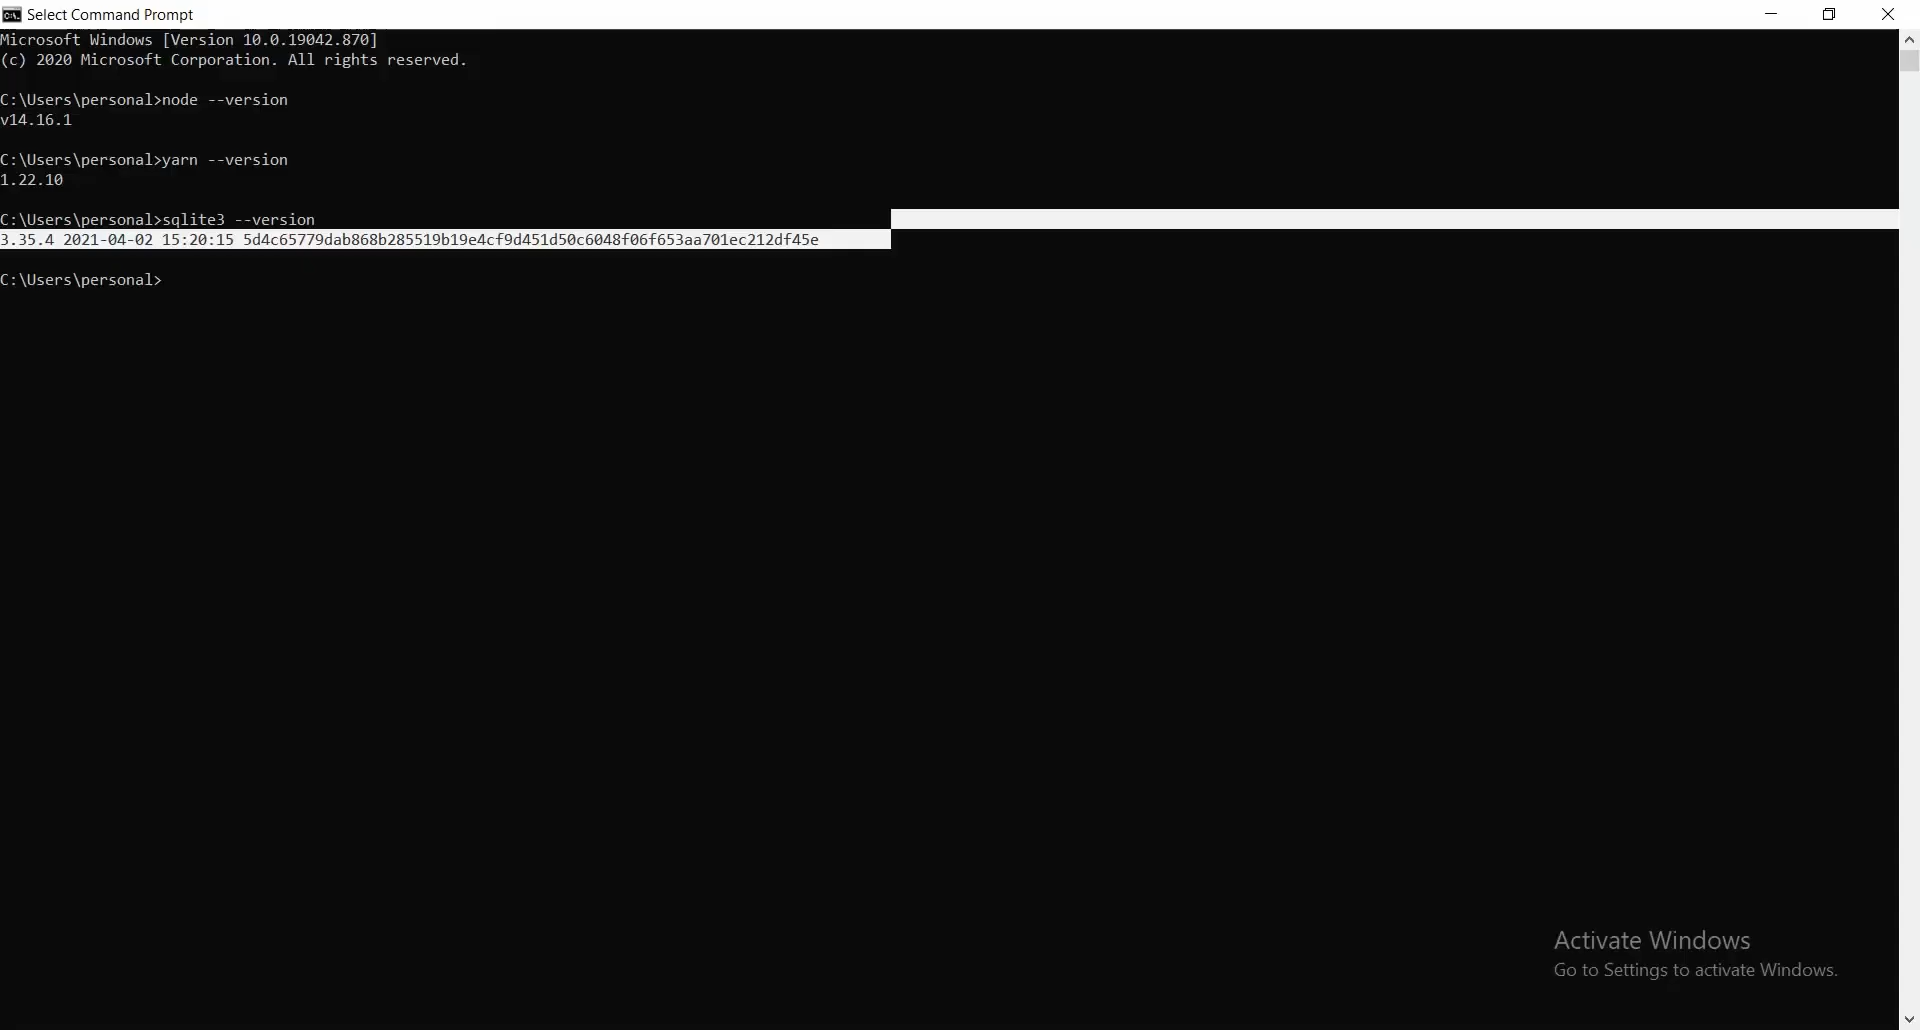 Select Command Prompt
Microsoft Windows [Version 10.0.19042.870]
(c) 2020 Microsoft Corporation. All rights reserved.
C:\Users\personal>node --version
v14.16.1
C:\Users\personal>yarn --version
1.22.10
C:\Users\personal>sqlite3 --version
3.35.4 2021-04-02 15:20:15 5d4c65779dab868b285519b19e4cf9d451d50c6048f06f653aa701ec212df45e
C:\Users\personal>
Activate Windows
Go to Settings to activate Windows.